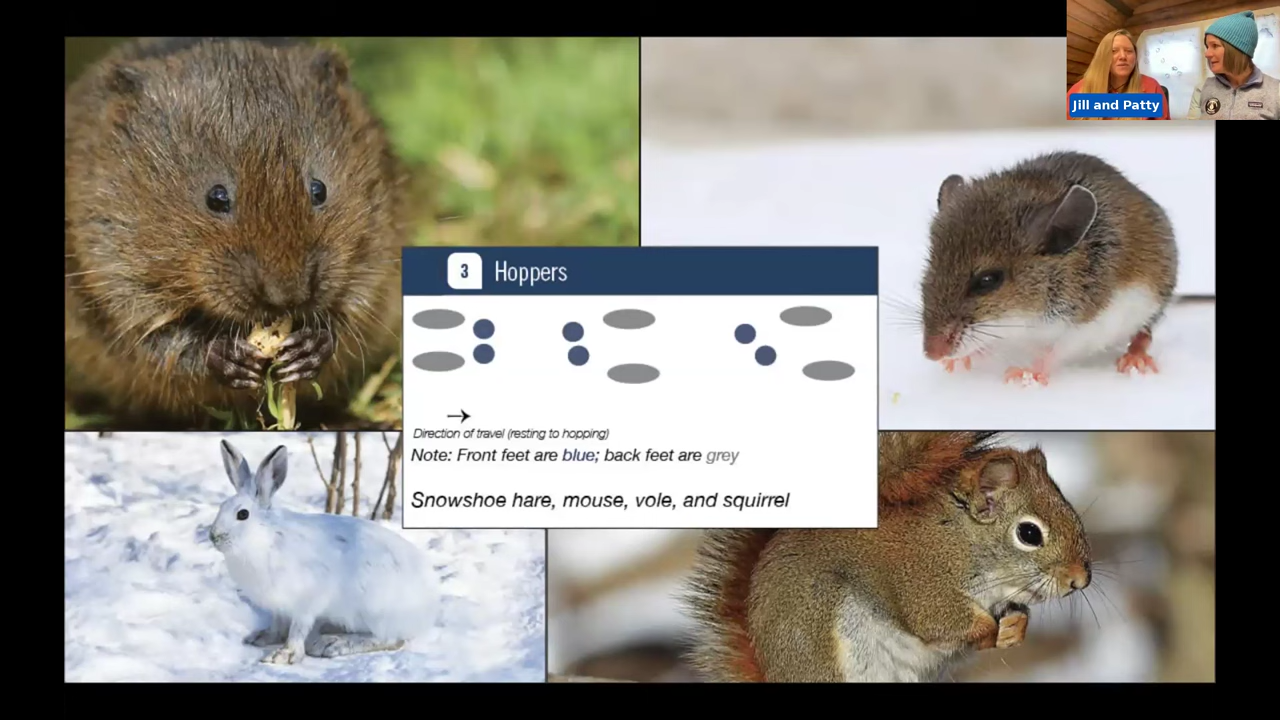 Jill and Patty
3 Hoppers
Direction of travel (resting to hopping)
Note: Front feet are blue; back feet are grey
Snowshoe hare, mouse, vole, and squirrel